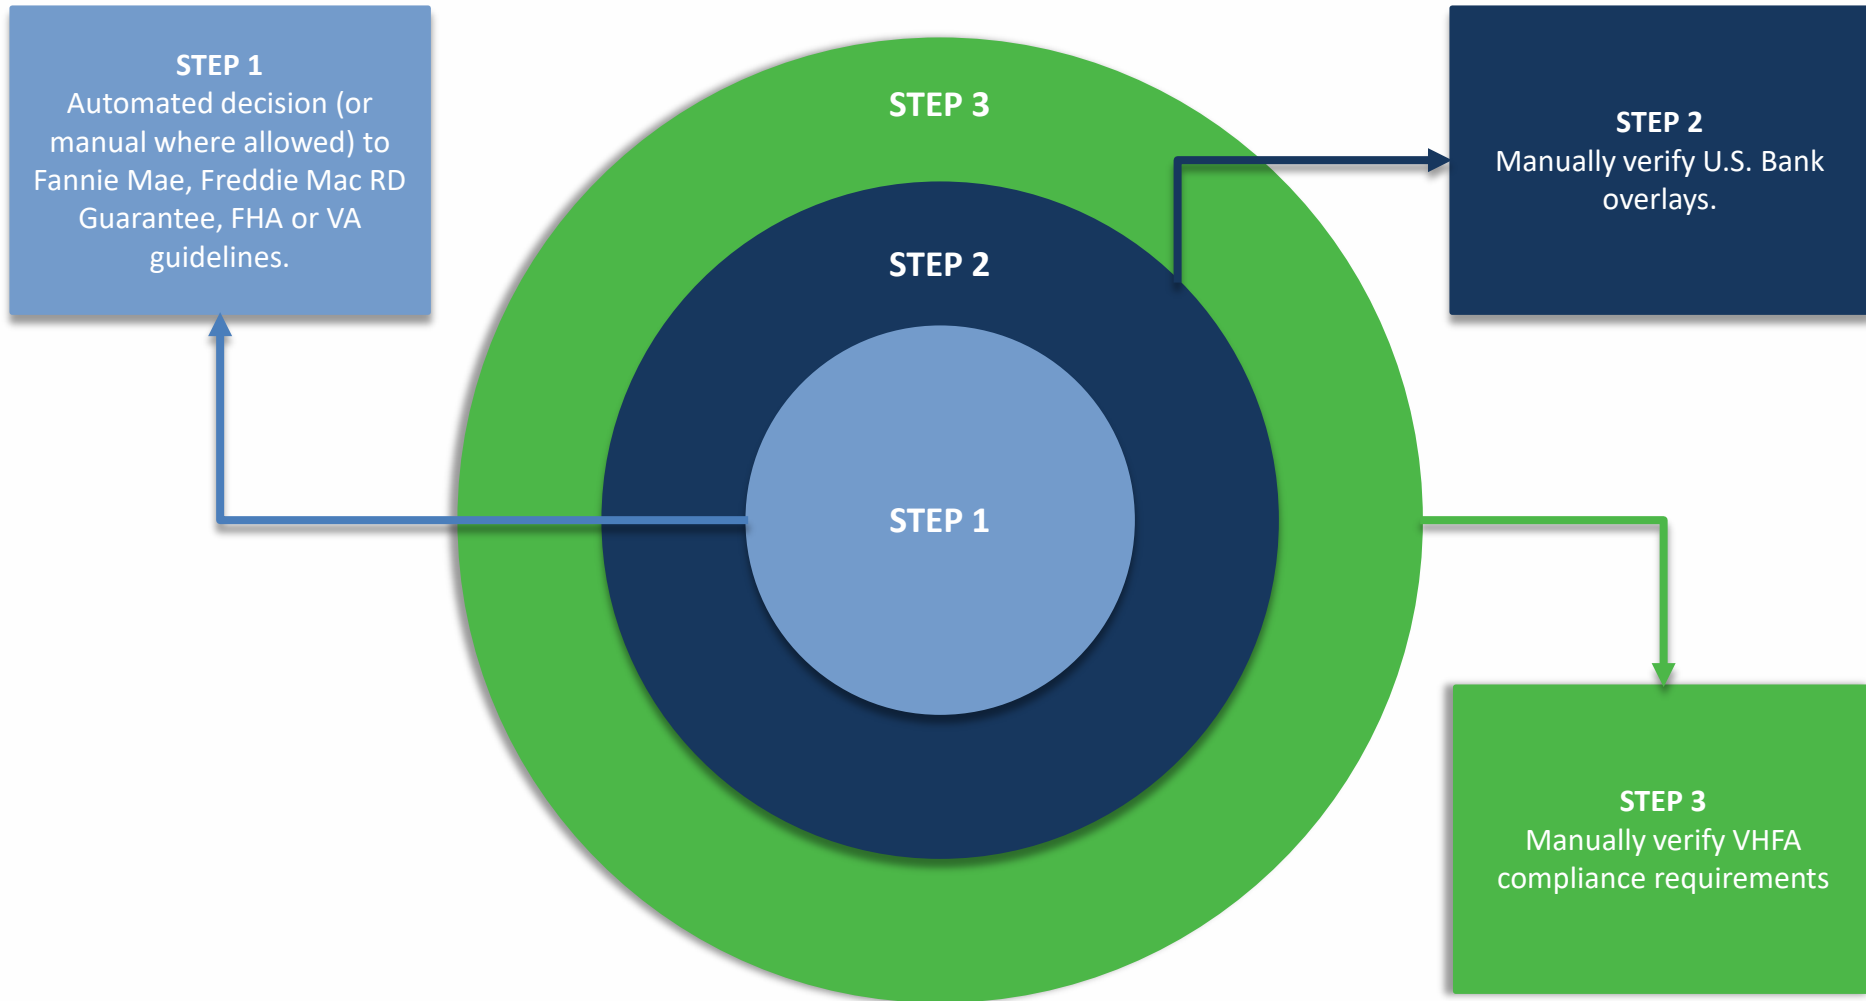 STEP 1
Automated decision (or
manual where allowed) to
Fannie Mae, Freddie Mac RD
Guarantee, FHA or VA
guidelines.
STEP 3
STEP 2
STEP 1
STEP 2
Manually verify U.S. Bank
overlays.
STEP 3
Manually verify VHFA
compliance requirements